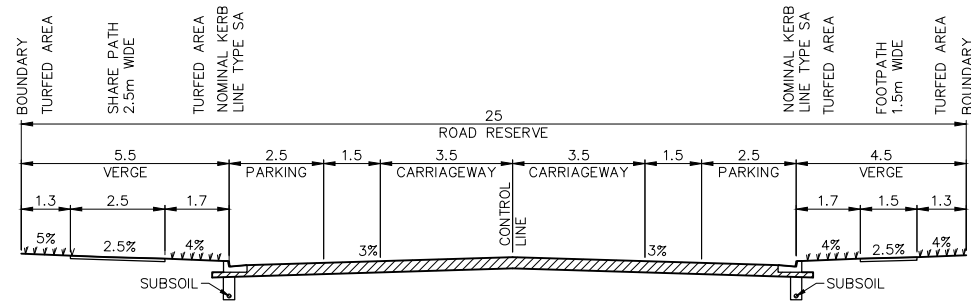 BOUNDARY
TURFED AREA
SHARE PATH
2.5m WIDE
TURFED AREA
NOMINAL KERB
LINE TYPE SA
NOMINAL KERB
LINE TYPE SA
TURFED AREA
FOOTPATH
1.5m WIDE
TURFED AREA
BOUNDARY
25
ROAD RESERVE
5.5 2.5 1.5 3.5 3.5 1.5 2.5 4.5
VERGE PARKING CARRIAGEWAY CARRIAGEWAY PARKING VERGE
1.3 2.5 1.7 1.7 1.5 1.3
CONTROL
LINE
5% 2.5% 4% 3% 3% 4% 2.5% 4%
SUBSOIL SUBSOIL